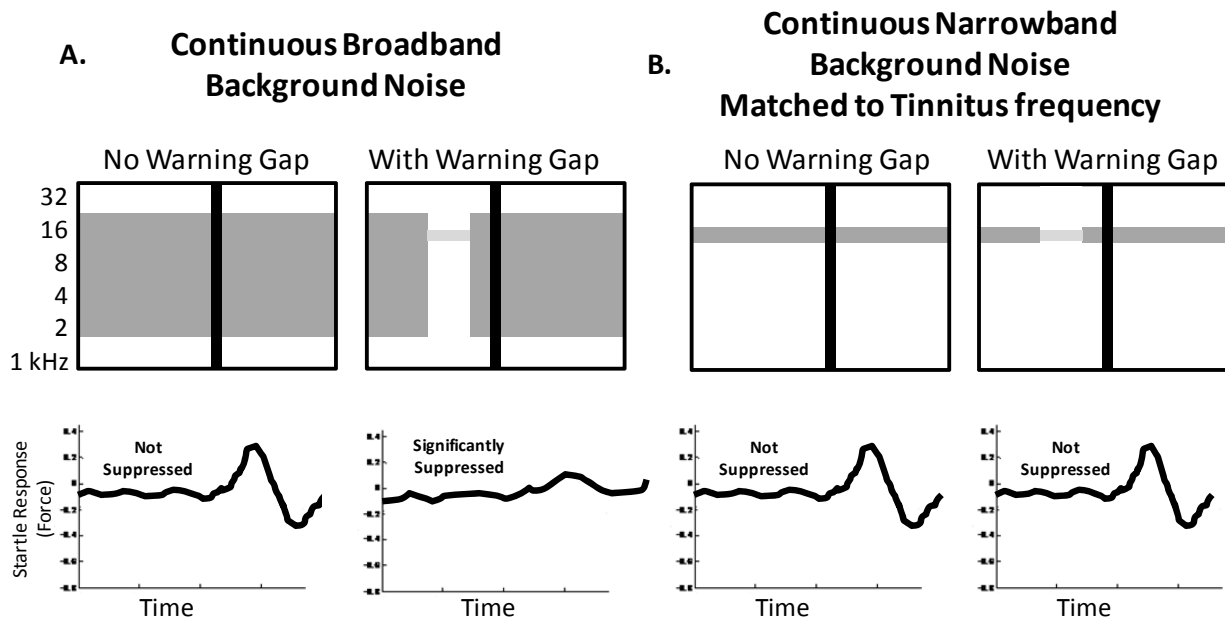 A.
Continuous Broadband
Background Noise
B.
Continuous Narrowband
Background Noise
Matched to Tinnitus frequency
No Warning Gap
With Warning Gap
No Warning Gap
With Warning Gap
32
16
8
4
2
1 kHz
Startle Response
(Force)
Not
Suppressed
Time
Significantly
Suppressed
Time
Not
Suppressed
Time
Not
Suppressed
Time